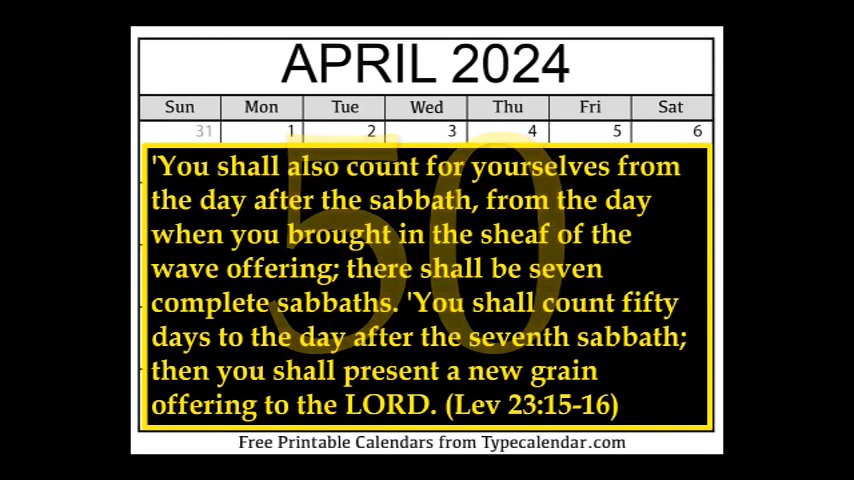 APRIL 2024
Sun Mon Tue Wed Thu Fri Sat
31 1 2 3 4 5 6
50
'You shall also count for yourselves from
the day after the sabbath, from the day
when you brought in the sheaf of the
wave offering; there shall be seven
complete sabbaths. 'You shall count fifty
days to the day after the seventh sabbath;
then you shall present a new grain
offering to the LORD. (Lev 23:15-16)
Free Printable Calendars from Typecalendar.com